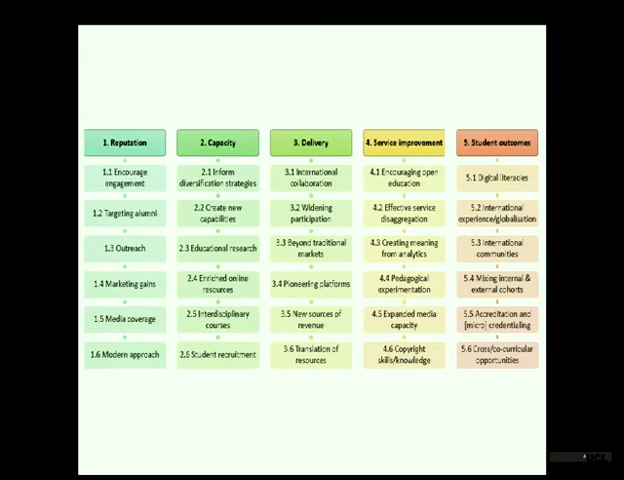 1. Reputation
1.1 Encourage
engagement
1.2 Targeting alumni
1.3 Outreach
1.4 Marketing gains
1.5 Media coverage
1.6 Modern approach
2. Capacity
2.1 Inform
diversification strategies
2.2 Create new
capabilities
2.3 Educational research
2.4 Enriched online
resources
2.5 Interdisciplinary
courses
2.6 Student recruitment
3. Delivery
3.1 International
collaboration
3.2 Widening
participation
3.3 Beyond traditional
markets
3.4 Pioneering platforms
3.5 New sources of
revenue
3.6 Translation of
resources
4. Service improvement
4.1 Encouraging open
education
4.2 Effective service
disaggregation
4.3 Creating meaning
from analytics
4.4 Pedagogical
experimentation
4.5 Expanded media
capacity
4.6 Copyright
skills/knowledge
5. Student outcomes
5.1 Digital literacies
5.2 International
experience/globalisation
5.3 International
communities
5.4 Mixing internal &
external cohorts
5.5 Accreditation and
[micro] credentialing
5.6 Cross/co-curricular
opportunities
UCL